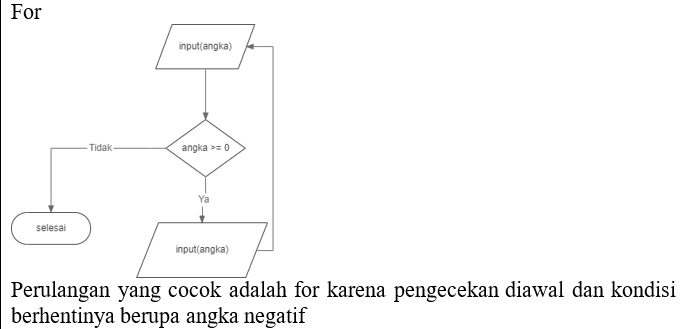 For
input(angka)
Tidak
angka >= 0
Ya
selesai
input(angka)
Perulangan yang cocok adalah for karena pengecekan diawal dan kondisi
berhentinya berupa angka negatif